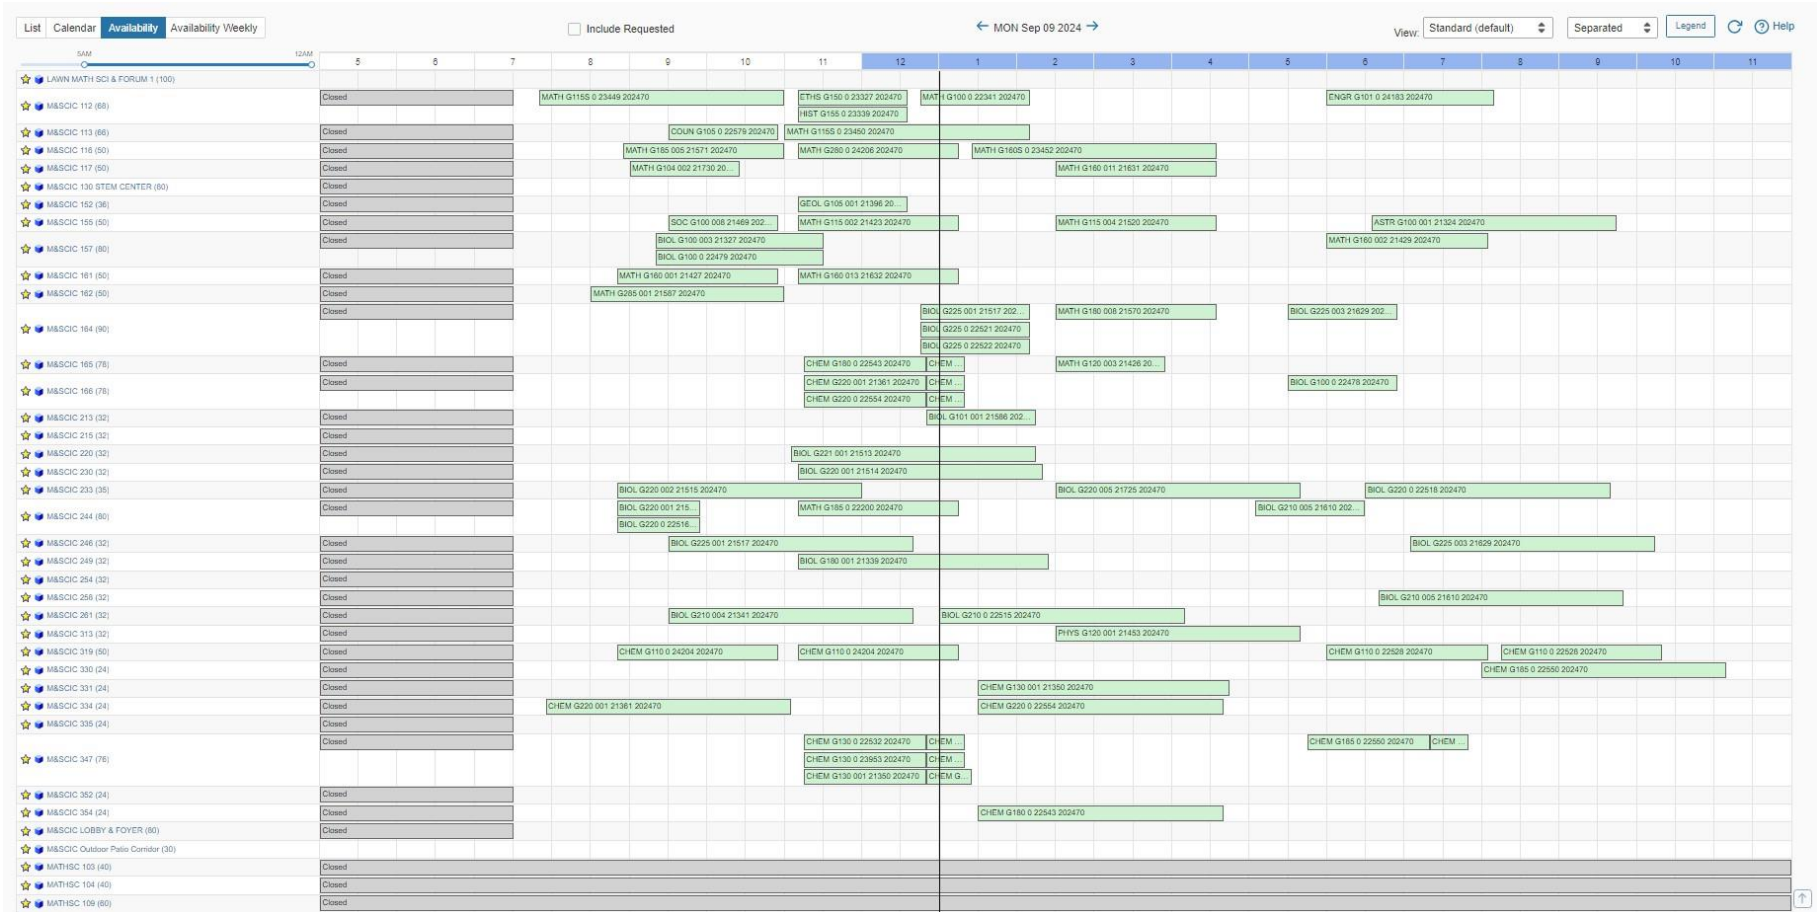 List Calendar Availability Availability Weekly
Include Requested
MON Sep 09 2024
View: Standard (default) Separated Legend Help
5AM 12AM
5 6 7 8 9 10 11 12 1 2 3 4 5 6 7 8 9 10 11
LAWN MATH SCI & FORUM 1 (100)
M&SCIC 112 (68)
Closed MATH G115S 0 23449 202470 ETHS G150 0 23327 202470 MATH G100 0 22341 202470 ENGR G101 0 24183 202470
HIST G155 0 23339 202470
M&SCIC 113 (66) Closed COUN G105 0 22579 202470 MATH G115S 0 23450 202470
M&SCIC 116 (50) Closed MATH G185 005 21571 202470 MATH G280 0 24206 202470 MATH G160S 0 23452 202470
M&SCIC 117 (50) Closed MATH G104 002 21730 20... MATH G160 011 21631 202470
M&SCIC 130 STEM CENTER (60) Closed
M&SCIC 152 (36) Closed GEOL G105 001 21396 20...
M&SCIC 155 (50) Closed SOC G100 008 21469 202... MATH G115 002 21423 202470 MATH G115 004 21520 202470 ASTR G100 001 21324 202470
M&SCIC 157 (80)
Closed BIOL G100 003 21327 202470 MATH G160 002 21429 202470
BIOL G100 0 22479 202470
M&SCIC 161 (50) Closed MATH G160 001 21427 202470 MATH G160 013 21632 202470
M&SCIC 162 (50) Closed MATH G285 001 21587 202470
M&SCIC 164 (90)
Closed BIOL G225 001 21517 202... MATH G180 008 21570 202470 BIOL G225 003 21629 202...
BIOL G225 0 22521 202470
BIOL G225 0 22522 202470
M&SCIC 165 (78) Closed CHEM G180 0 22543 202470 CHEM ... MATH G120 003 21426 20...
M&SCIC 166 (78)
Closed CHEM G220 001 21361 202470 CHEM ... BIOL G100 0 22478 202470
CHEM G220 0 22554 202470 CHEM ...
M&SCIC 213 (32) Closed BIOL G101 001 21586 202...
M&SCIC 215 (32) Closed
M&SCIC 220 (32) Closed BIOL G221 001 21513 202470
M&SCIC 230 (32) Closed BIOL G220 001 21514 202470
M&SCIC 233 (35) Closed BIOL G220 002 21515 202470 BIOL G220 005 21725 202470 BIOL G220 0 22518 202470
M&SCIC 244 (80)
Closed BIOL G220 001 215... MATH G185 0 22200 202470 BIOL G210 005 21610 202...
BIOL G220 0 22516...
M&SCIC 246 (32) Closed BIOL G225 001 21517 202470 BIOL G225 003 21629 202470
M&SCIC 249 (32) Closed BIOL G180 001 21339 202470
M&SCIC 254 (32) Closed
M&SCIC 258 (32) Closed BIOL G210 005 21610 202470
M&SCIC 261 (32) Closed BIOL G210 004 21341 202470 BIOL G210 0 22515 202470
M&SCIC 313 (32) Closed PHYS G120 001 21453 202470
M&SCIC 319 (50) Closed CHEM G110 0 24204 202470 CHEM G110 0 24204 202470 CHEM G110 0 22528 202470 CHEM G110 0 22528 202470
M&SCIC 330 (24) Closed CHEM G185 0 22550 202470
M&SCIC 331 (24) Closed CHEM G130 001 21350 202470
M&SCIC 334 (24) Closed CHEM G220 001 21361 202470 CHEM G220 0 22554 202470
M&SCIC 335 (24) Closed
M&SCIC 347 (76)
Closed CHEM G130 0 22532 202470 CHEM ... CHEM G185 0 22550 202470 CHEM ...
CHEM G130 0 23953 202470 CHEM ...
CHEM G130 001 21350 202470 CHEM G...
M&SCIC 352 (24) Closed
M&SCIC 354 (24) Closed CHEM G180 0 22543 202470
M&SCIC LOBBY & FOYER (80) Closed
M&SCIC Outdoor Patio Corridor (30)
MATHSC 103 (40) Closed
MATHSC 104 (40) Closed
MATHSC 109 (60) Closed